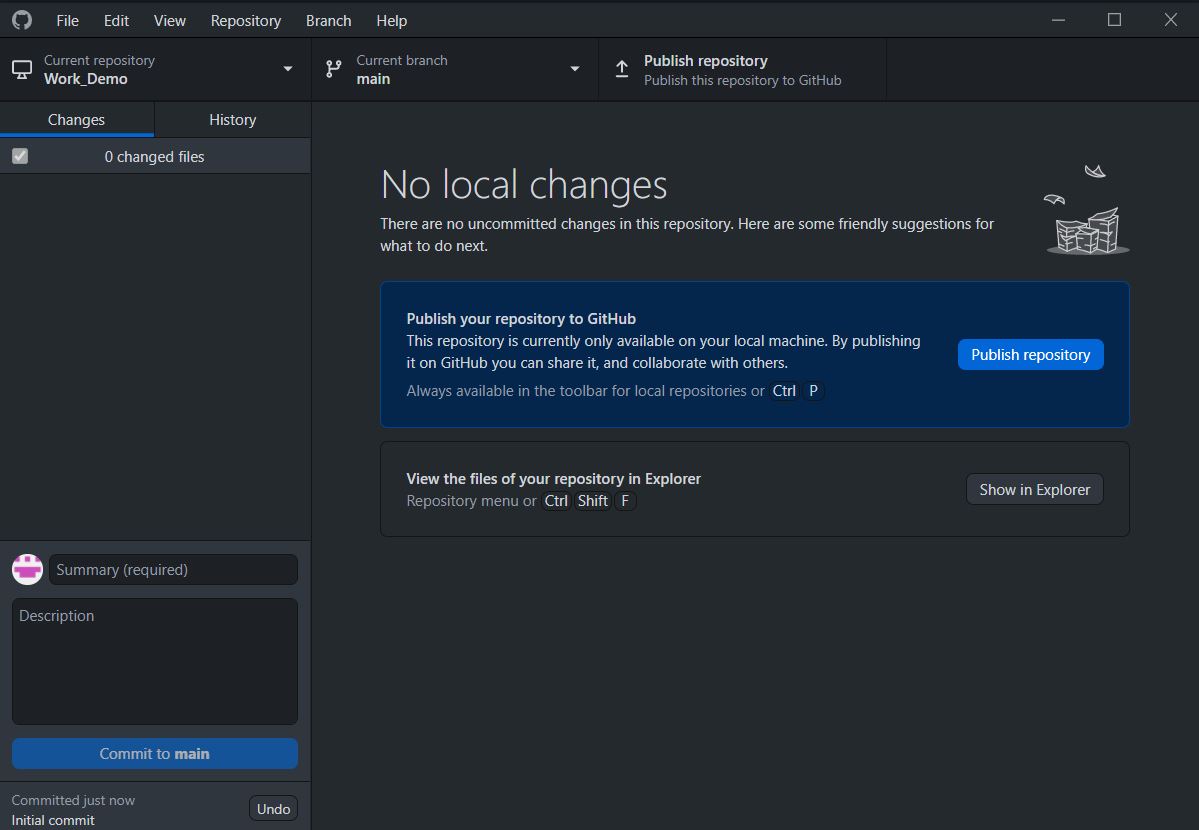 File Edit View Repository Branch Help
Current repository
Work_Demo
Current branch
main
Publish repository
Publish this repository to GitHub
Changes
History
0 changed files
No local changes
There are no uncommitted changes in this repository. Here are some friendly suggestions for
what to do next.
Publish your repository to GitHub
This repository is currently only available on your local machine. By publishing
it on GitHub you can share it, and collaborate with others.
Always available in the toolbar for local repositories or Ctrl P
Publish repository
View the files of your repository in Explorer
Repository menu or Ctrl Shift F
Show in Explorer
Summary (required)
Description
Commit to main
Committed just now
Initial commit
Undo